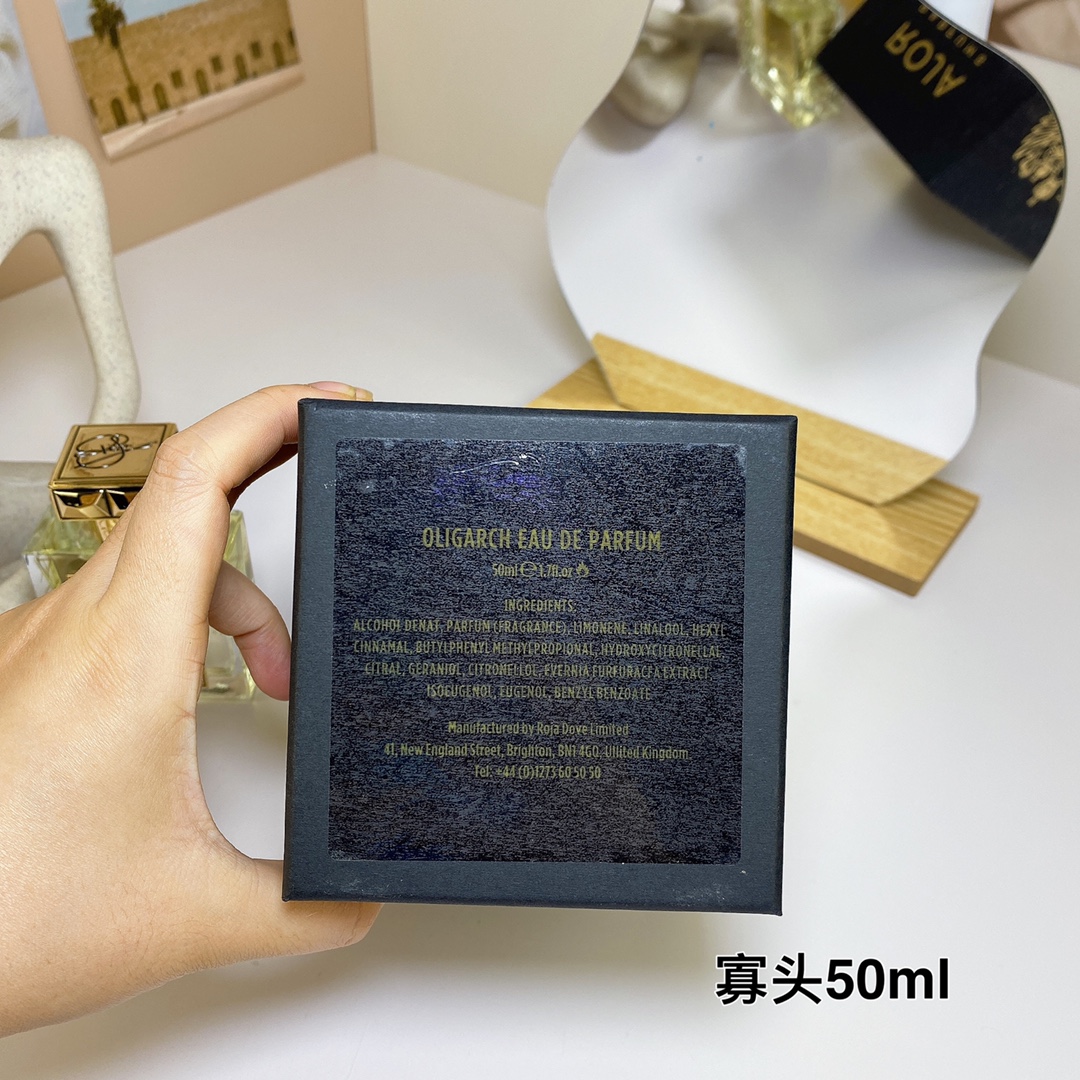 OLIGARCH EAU DE PARFUM
50ml ℮ 1.7fl.oz
INGREDIENTS:
ALCOHOL DENAT, PARFUM (FRAGRANCE), LIMONENE, LINALOOL, HEXYL
CINNAMAL, BUTYLPHENYL METHYLPROPIONAL, HYDROXYCITRONELLAL,
CITRAL, GERANIOL, CITRONELLOL, EVERNIA FURFURACEA EXTRACT,
ISOEUGENOL, EUGENOL, BENZYL BENZOATE
Manufactured by Roja Dove Limited
41, New England Street, Brighton, BN1 4GQ. Ullited Kingdom.
Tel: +44 (0)1273 60 50 50
寡头50ml